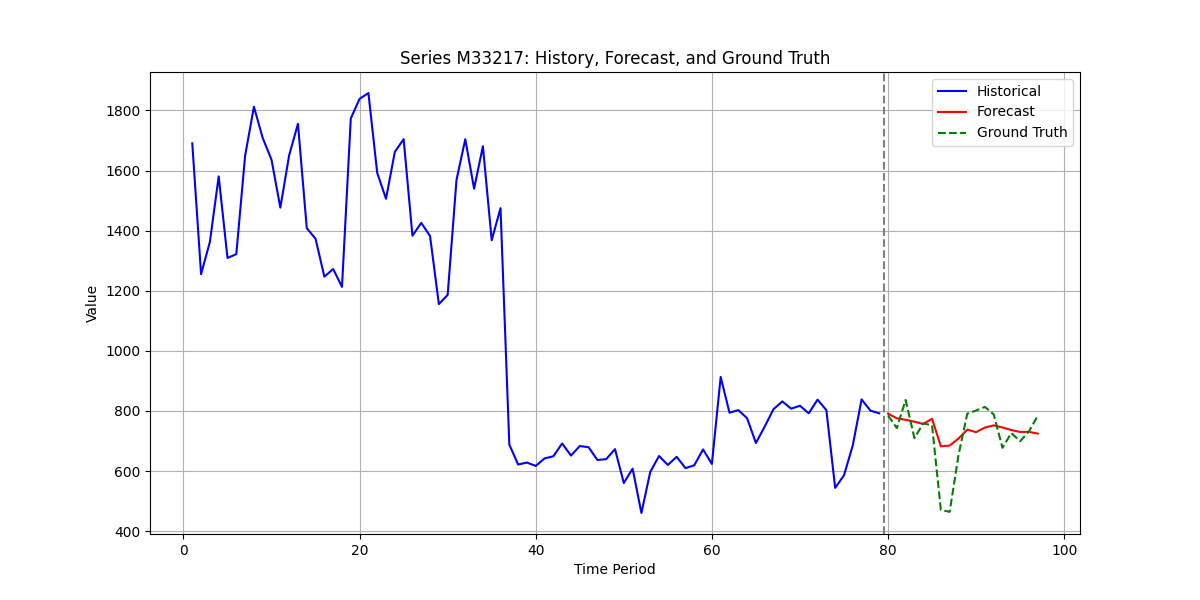 Series M33217: History, Forecast, and Ground Truth
Historical
Forecast
Ground Truth
Value
1800
1600
1400
1200
1000
800
600
400
0 20 40 60 80 100
Time Period